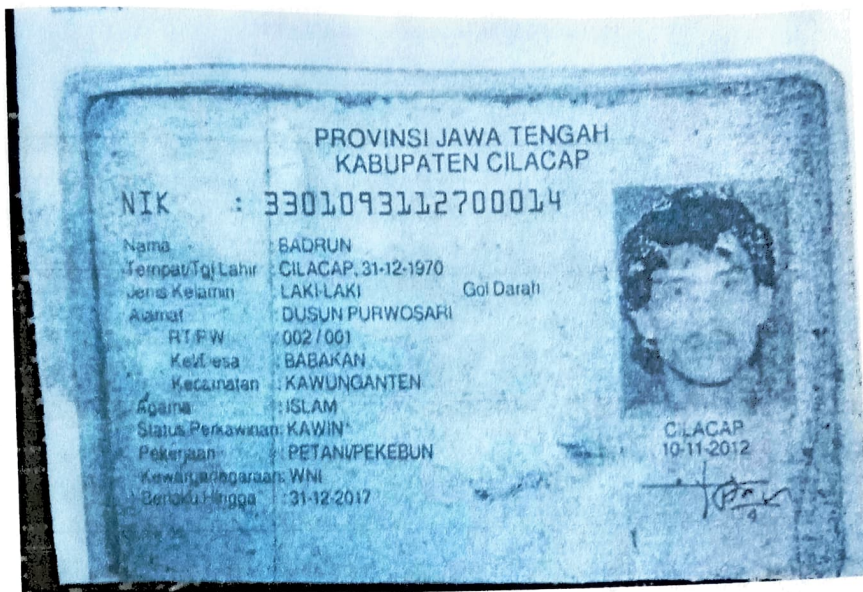 PROVINSI JAWA TENGAH
KABUPATEN CILACAP
NIK : 3301093112700014
Nama : BADRUN
Tempat/Tgl Lahir : CILACAP, 31-12-1970
Jenis Kelamin : LAKI-LAKI Gol Darah
Alamat : DUSUN PURWOSARI
RT/RW : 002 / 001
Kel/Desa : BABAKAN
Kecamatan : KAWUNGANTEN
Agama : ISLAM
Status Perkawinan: KAWIN
Pekerjaan : PETANI/PEKEBUN
Kewarganegaraan: WNI
Berlaku Hingga : 31-12-2017
CILACAP
10-11-2012